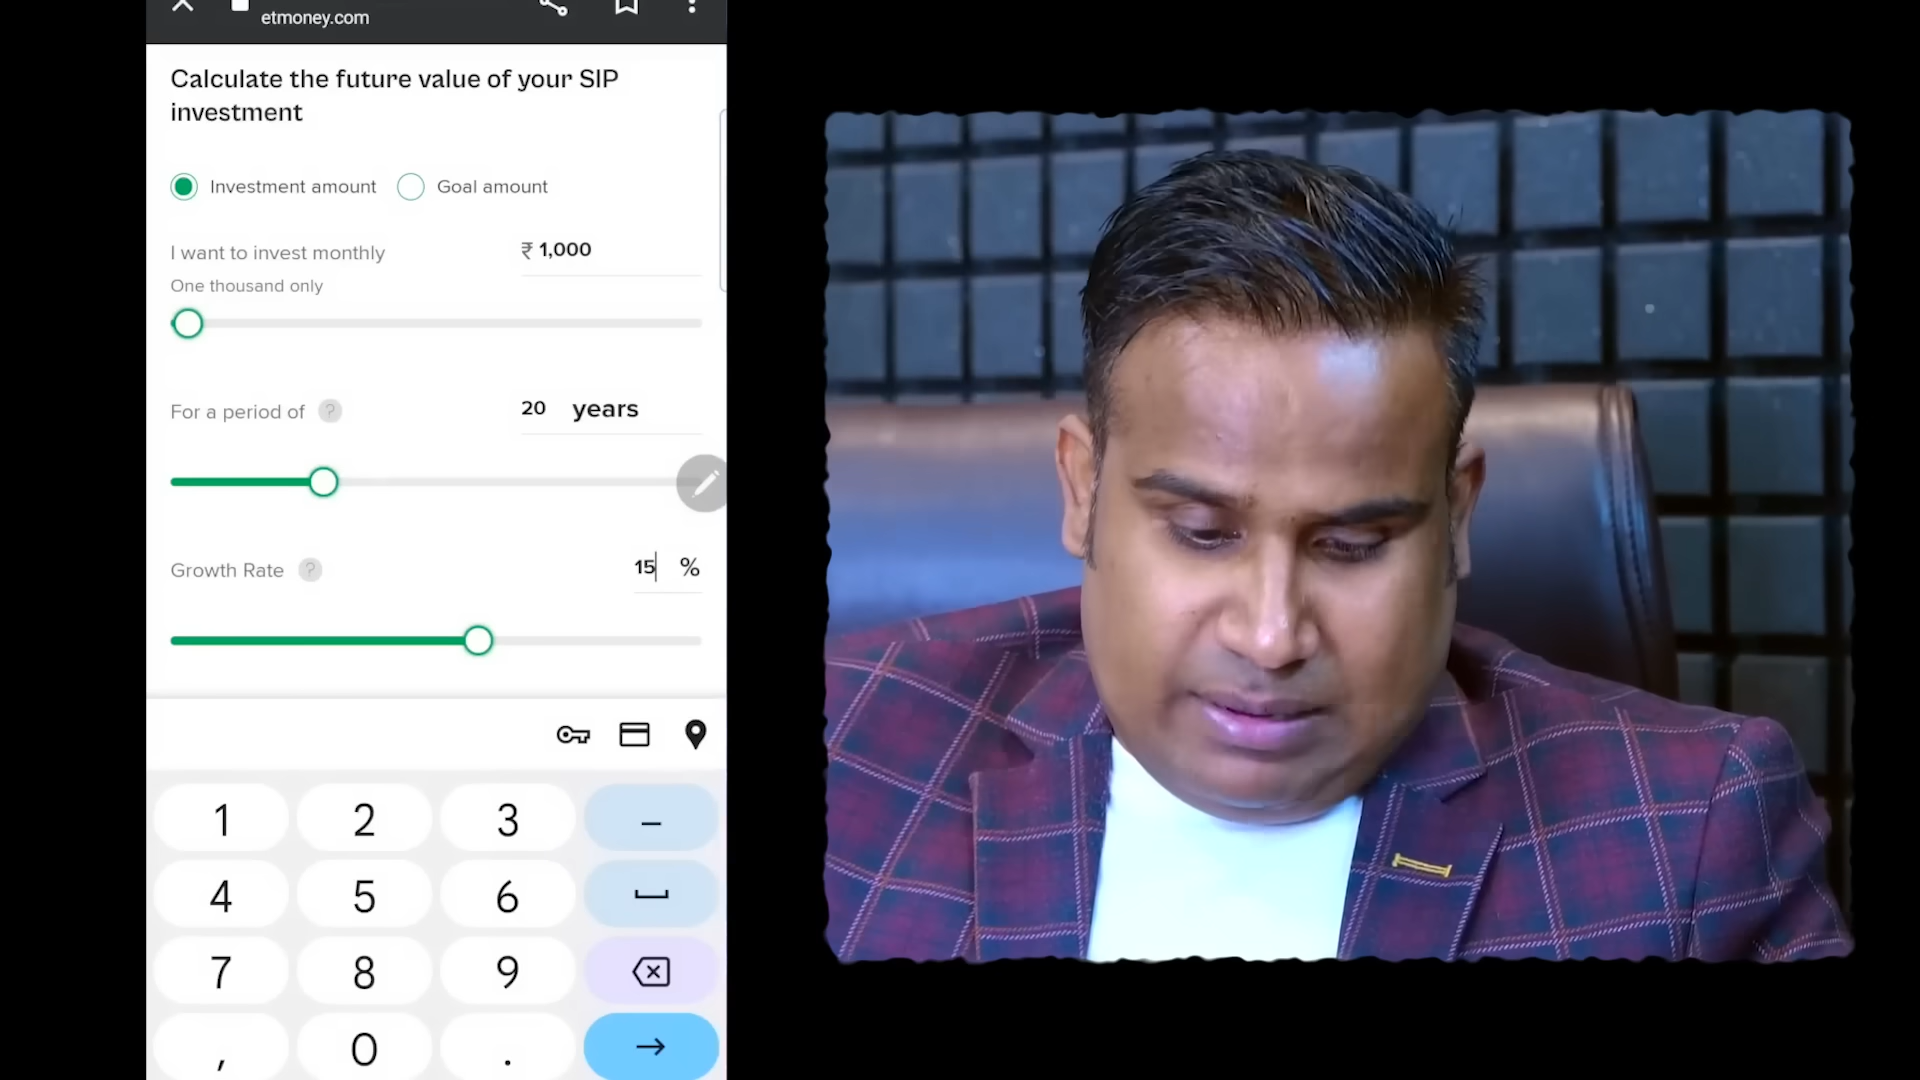 etmoney.com
Calculate the future value of your SIP
investment
Investment amount
Goal amount
I want to invest monthly
₹ 1,000
One thousand only
For a period of ?
20 years
Growth Rate ?
15 %
1 2 3 –
4 5 6
7 8 9
, 0 .